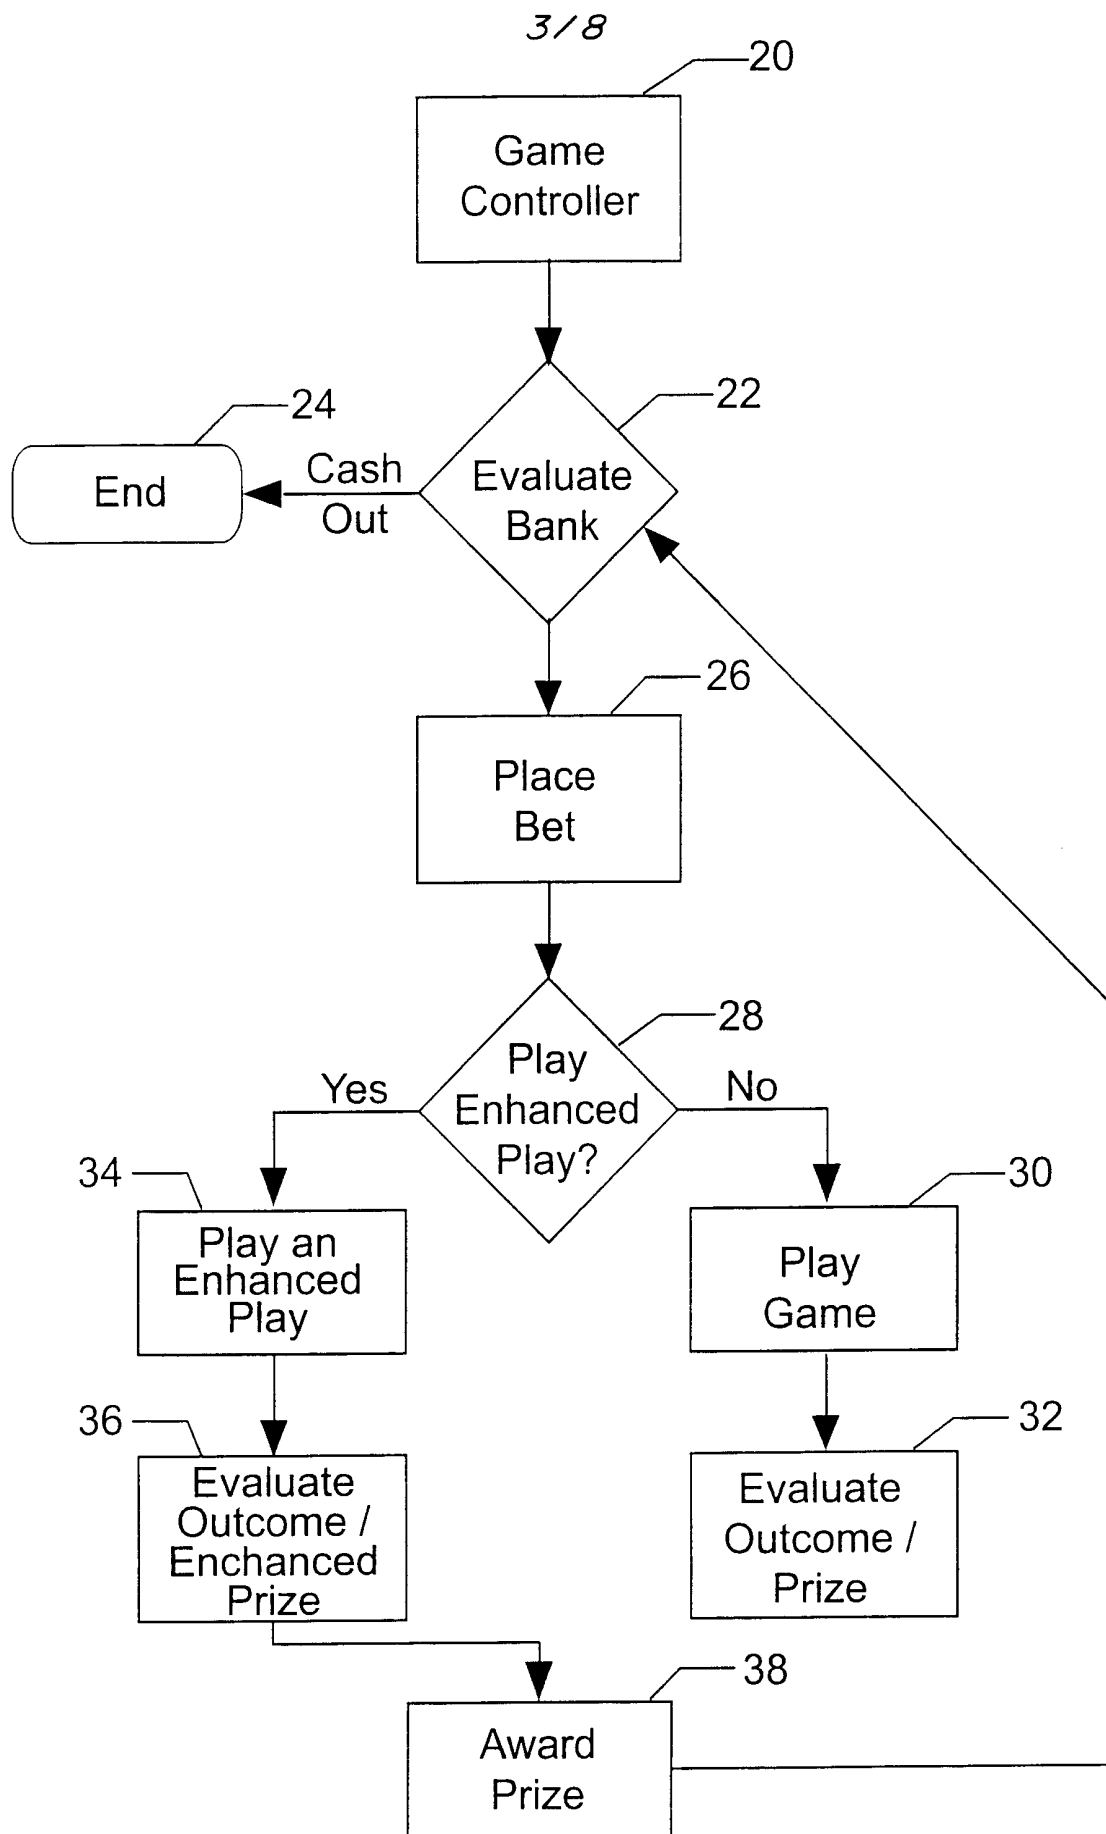 3/8
20
Game
Controller
22
24
Evaluate
Bank
Cash
Out
End
26
Place
Bet
28
Play
Enhanced
Play?
Yes
No
34
30
Play an
Enhanced
Play
Play
Game
36
32
Evaluate
Outcome /
Enchanced
Prize
Evaluate
Outcome /
Prize
38
Award
Prize